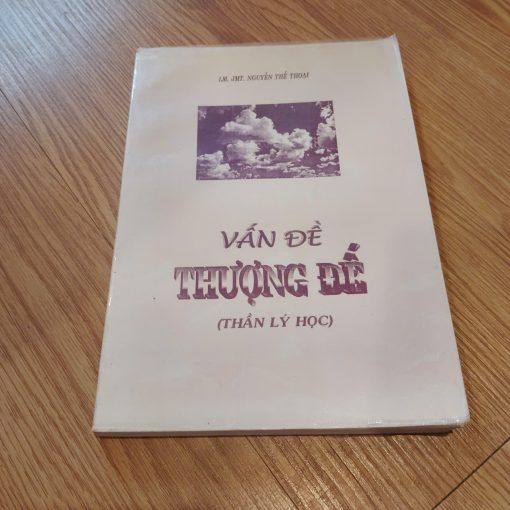 LM. JMT. NGUYỄN THẾ THOẠI
VẤN ĐỀ
THƯỢNG ĐẾ
(THẦN LÝ HỌC)